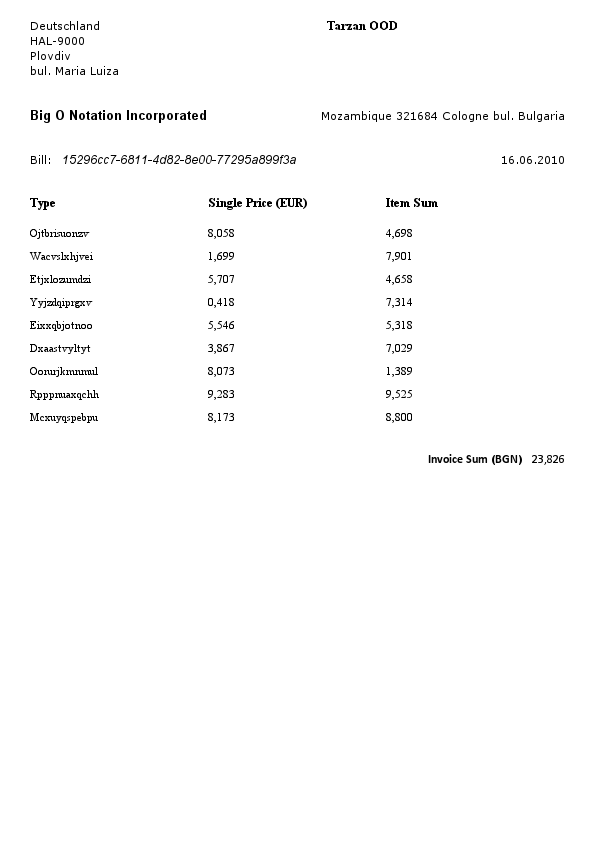 Deutschland
Tarzan OOD
HAL-9000
Plovdiv
bul. Maria Luiza
Big O Notation Incorporated Mozambique 321684 Cologne bul. Bulgaria
Bill: 15296cc7-6811-4d82-8e00-77295a899f3a 16.06.2010
Type Single Price (EUR) Item Sum
Ojtbrisuonzv 8,058 4,698
Wacvslxhjvei 1,699 7,901
Etjxlozumdzi 5,707 4,658
Yyjzdqiprgxv 0,418 7,314
Eixxqbjotnoo 5,546 5,318
Dxaastvyltyt 3,867 7,029
Oorurjkmnmul 8,073 1,389
Rpppnuaxqchh 9,283 9,525
Mcxuyqspebpu 8,173 8,800
Invoice Sum (BGN) 23,826